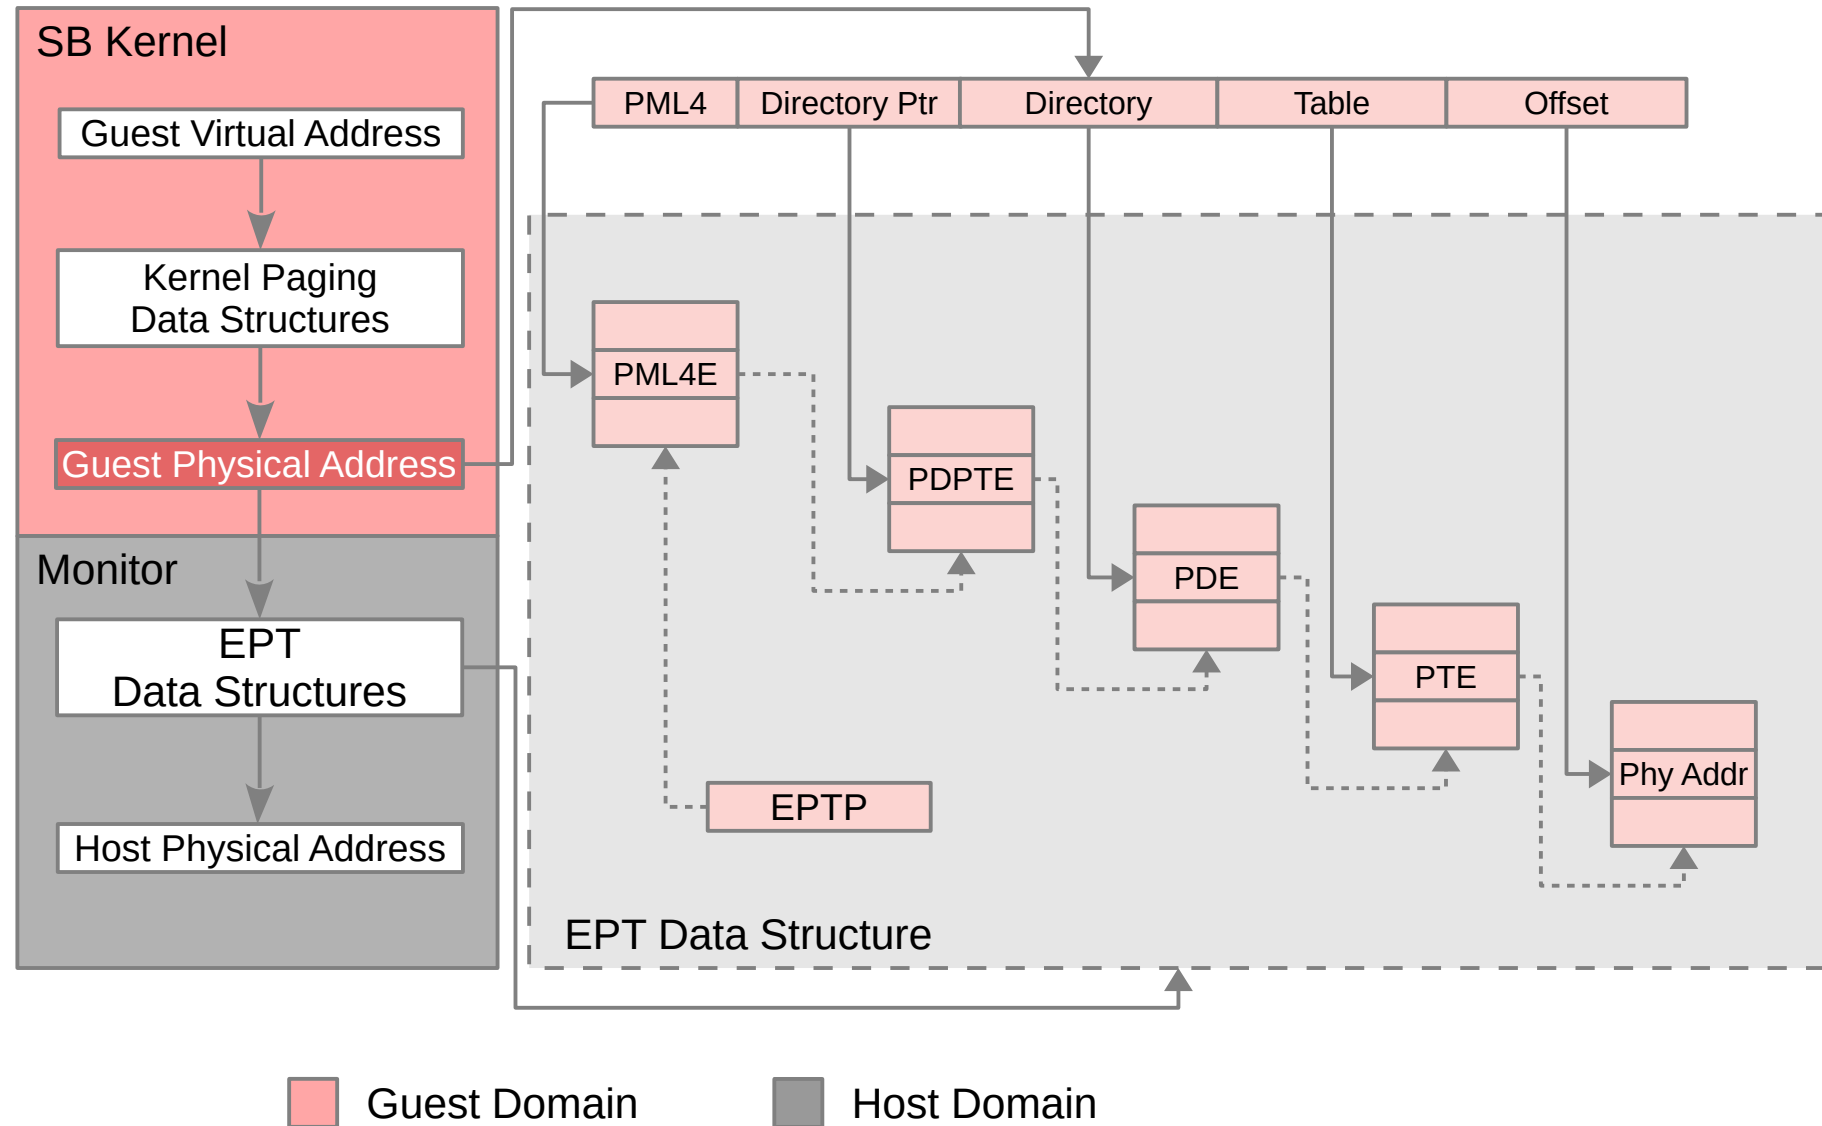 SB Kernel
Guest Virtual Address
Kernel Paging
Data Structures
Guest Physical Address
Monitor
EPT
Data Structures
Host Physical Address
PML4
Directory Ptr
Directory
Table
Offset
PML4E
PDPTE
PDE
PTE
Phy Addr
EPTP
EPT Data Structure
Guest Domain
Host Domain